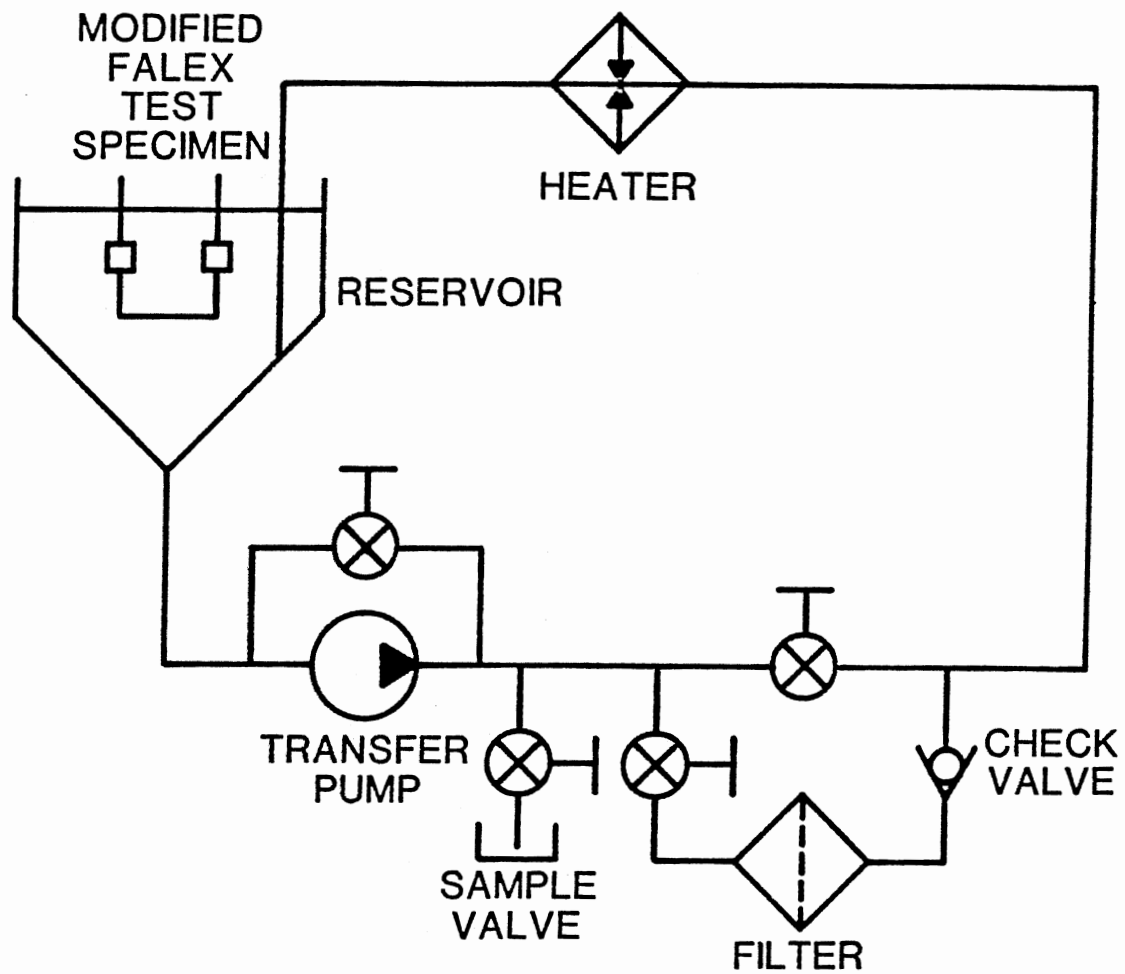 MODIFIED
FALEX
TEST
SPECIMEN
HEATER
RESERVOIR
TRANSFER
PUMP
CHECK
VALVE
SAMPLE
VALVE
FILTER